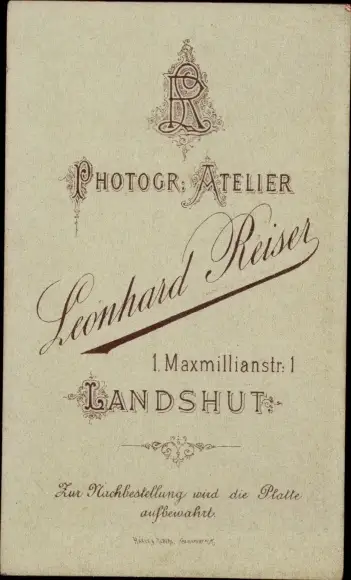 LR
PHOTOGR: ATELIER
Leonhard Reiser
1. Maxmillianstr: 1
LANDSHUT.
Zur Nachbestellung wird die Platte
aufbewahrt.